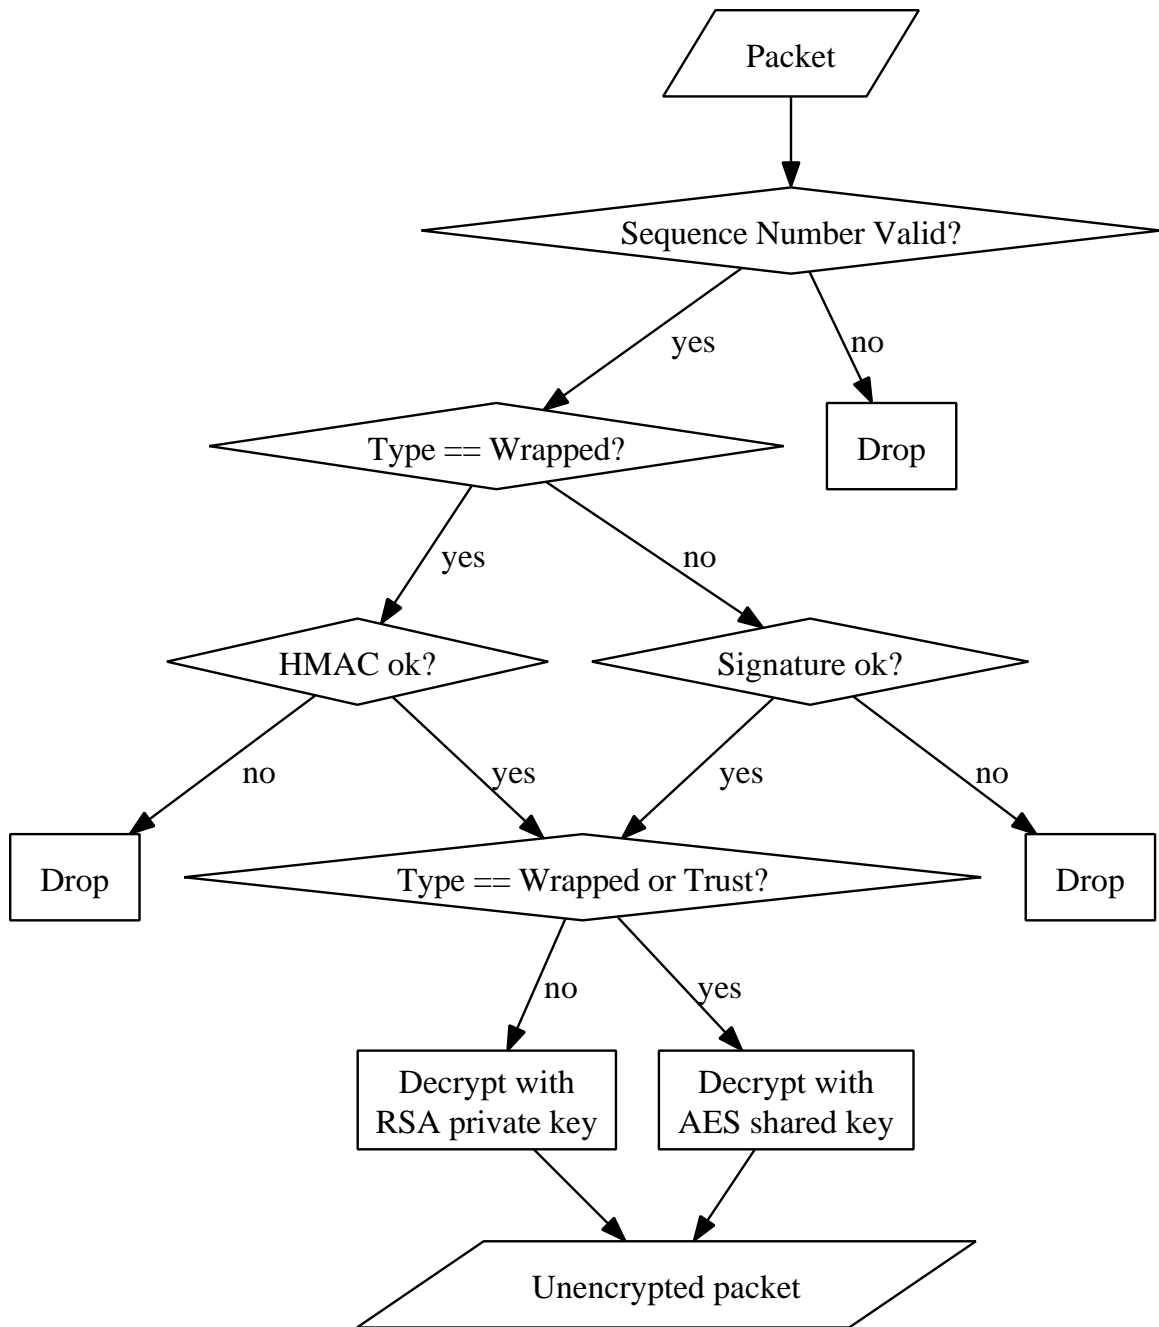 Packet
Sequence Number Valid?
yes
no
Type == Wrapped?
Drop
yes
no
HMAC ok?
Signature ok?
no
yes
yes
no
Drop
Type == Wrapped or Trust?
Drop
no
yes
Decrypt with
RSA private key
Decrypt with
AES shared key
Unencrypted packet